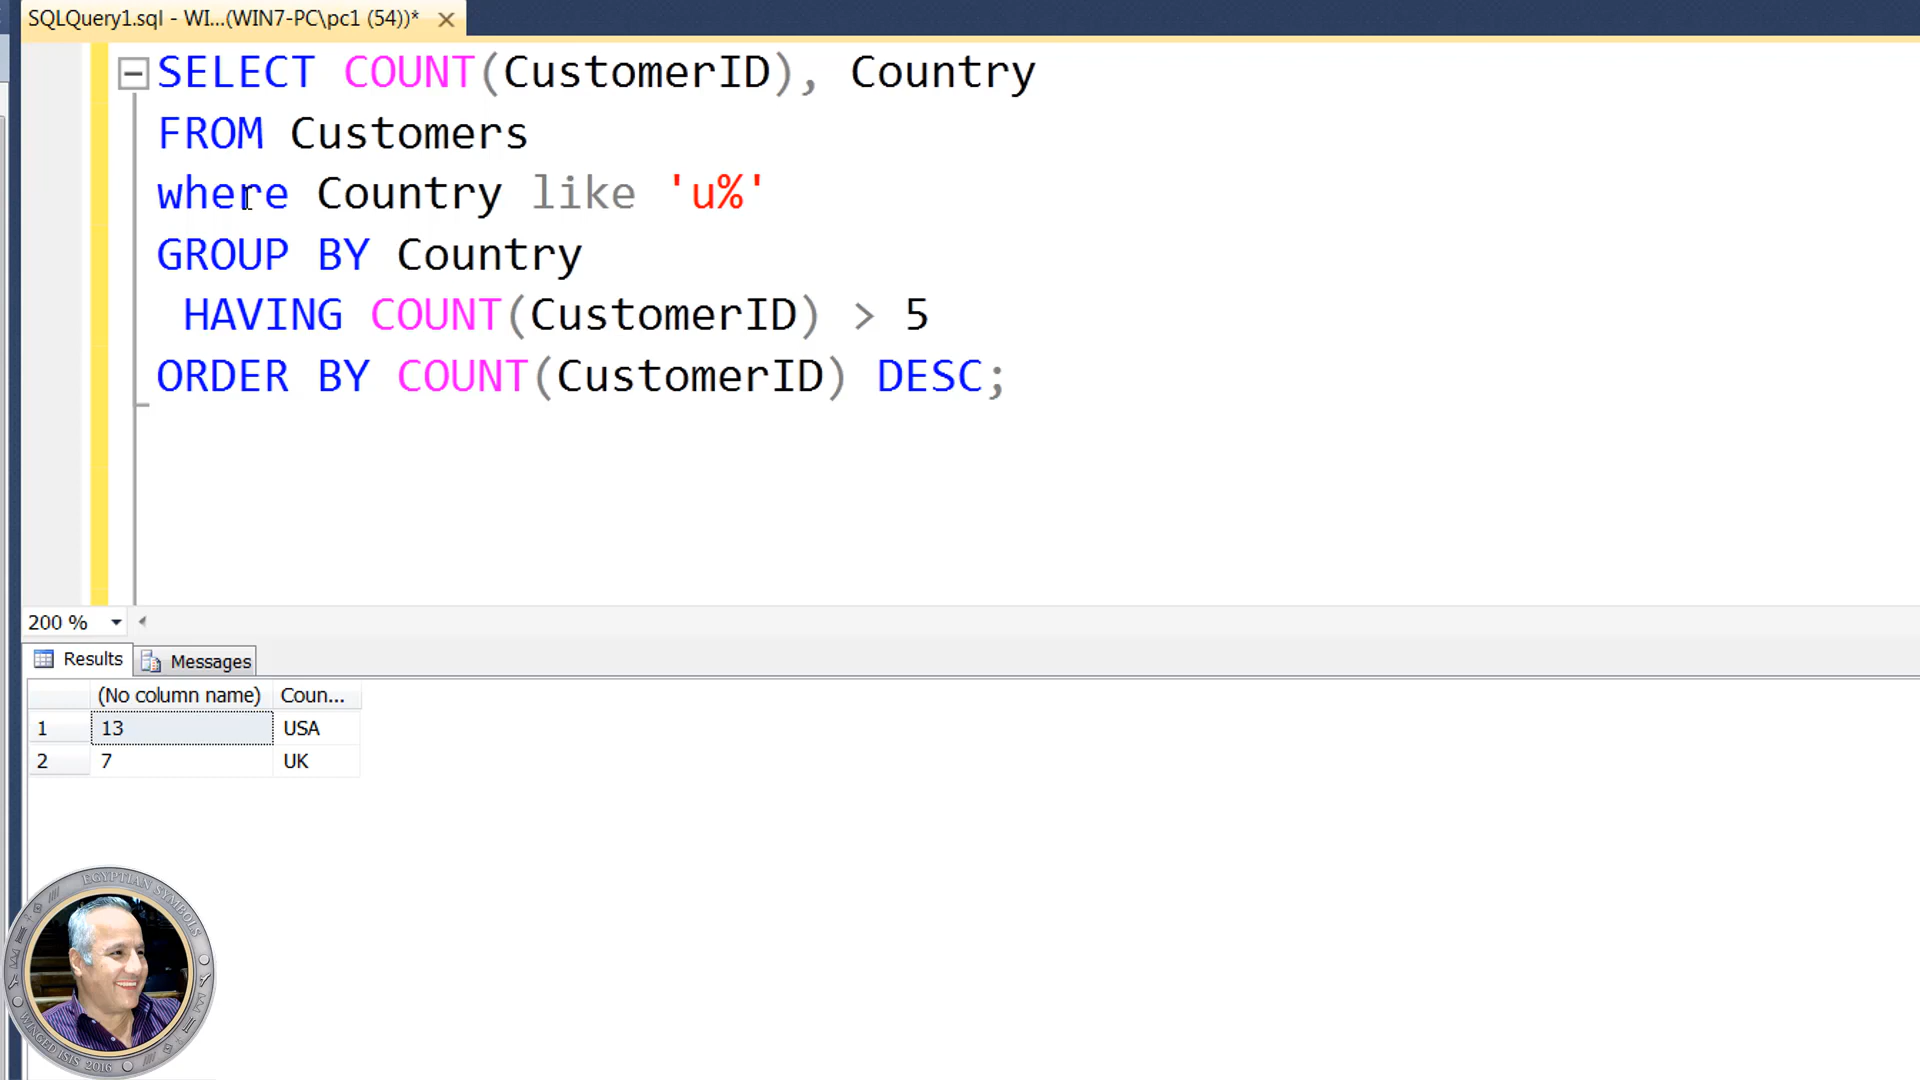 SQLQuery1.sql - WI...(WIN7-PC\pc1 (54))*
SELECT COUNT(CustomerID), Country
FROM Customers
where Country like 'u%'
GROUP BY Country
HAVING COUNT(CustomerID) > 5
ORDER BY COUNT(CustomerID) DESC;
200 %
Results Messages
(No column name) Coun...
1 13 USA
2 7 UK
EGYPTIAN SYMBOLS
WINGED ISIS 2016